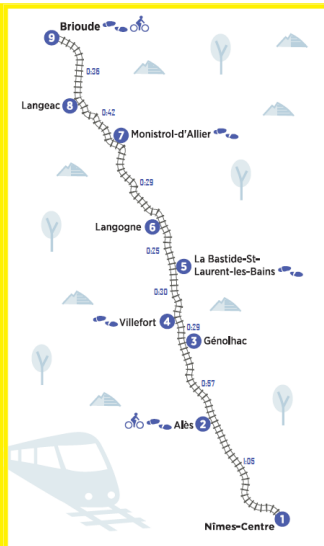 9 Brioude
0:26
Langeac 8
0:42
7 Monistrol-d'Allier
0:29
Langogne 6
0:25
5 La Bastide-St-
Laurent-les-Bains
0:30
Villefort 4
0:29
3 Génolhac
0:57
Alès 2
1:05
1
Nîmes-Centre